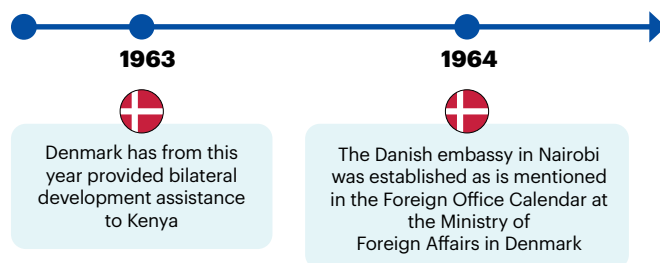 1963
1964
Denmark has from this
year provided bilateral
development assistance
to Kenya
The Danish embassy in Nairobi
was established as is mentioned
in the Foreign Office Calendar at
the Ministry of
Foreign Affairs in Denmark